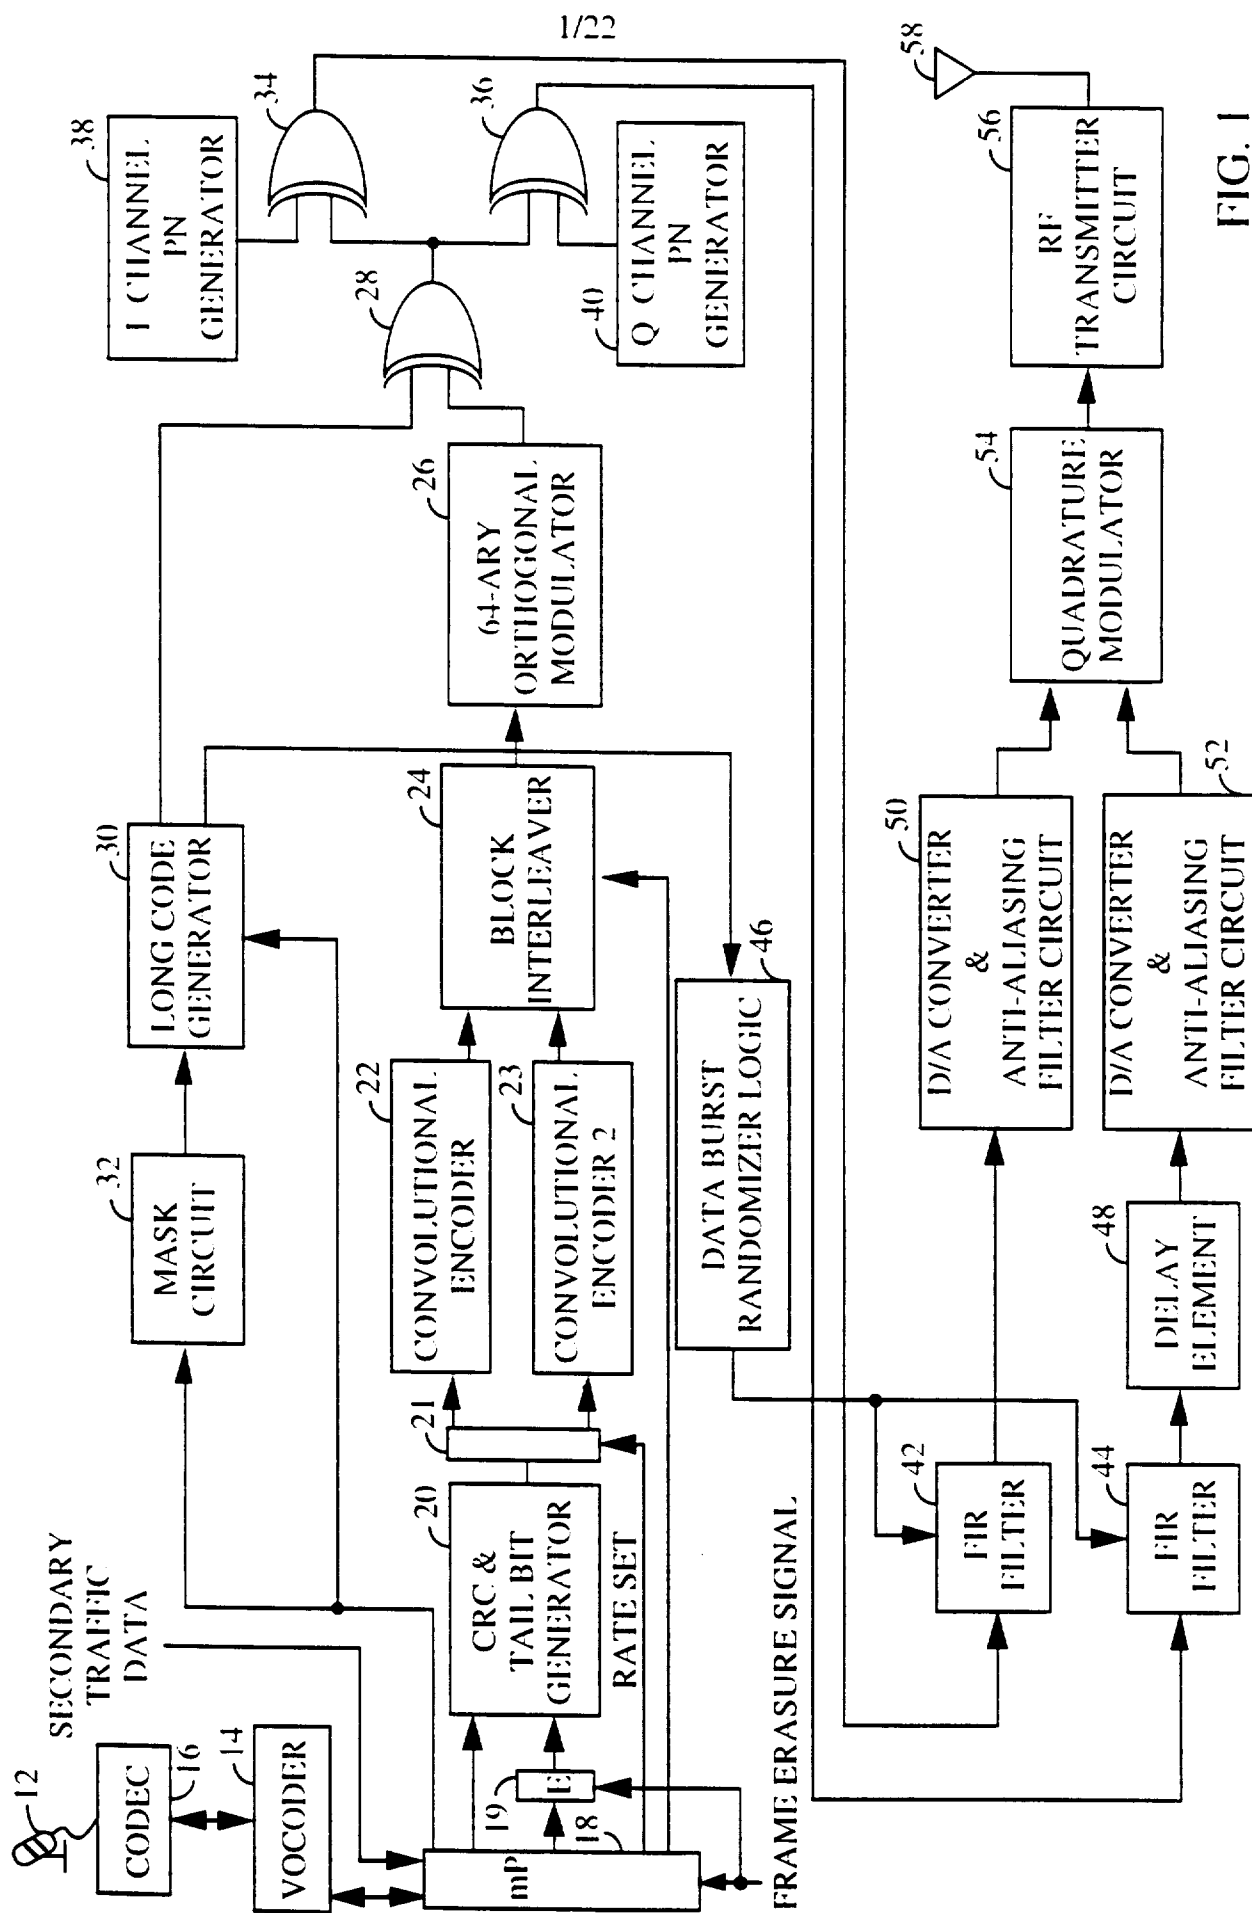 1/22
12
CODEC
16
SECONDARY
TRAFFIC
DATA
VOCODER
14
mP
18
19
E
FRAME ERASURE SIGNAL
RATE SET
CRC &
TAIL BIT
GENERATOR
20
21
MASK
CIRCUIT
32
LONG CODE
GENERATOR
30
CONVOLUTIONAL
ENCODER
22
CONVOLUTIONAL
ENCODER 2
23
BLOCK
INTERLEAVER
24
64-ARY
ORTHOGONAL
MODULATOR
26
28
I CHANNEL
PN
GENERATOR
38
34
36
Q CHANNEL
PN
GENERATOR
40
DATA BURST
RANDOMIZER LOGIC
46
FIR
FILTER
42
FIR
FILTER
44
DELAY
ELEMENT
48
D/A CONVERTER
&
ANTI-ALIASING
FILTER CIRCUIT
50
D/A CONVERTER
&
ANTI-ALIASING
FILTER CIRCUIT
52
QUADRATURE
MODULATOR
54
RF
TRANSMITTER
CIRCUIT
56
58
FIG. 1